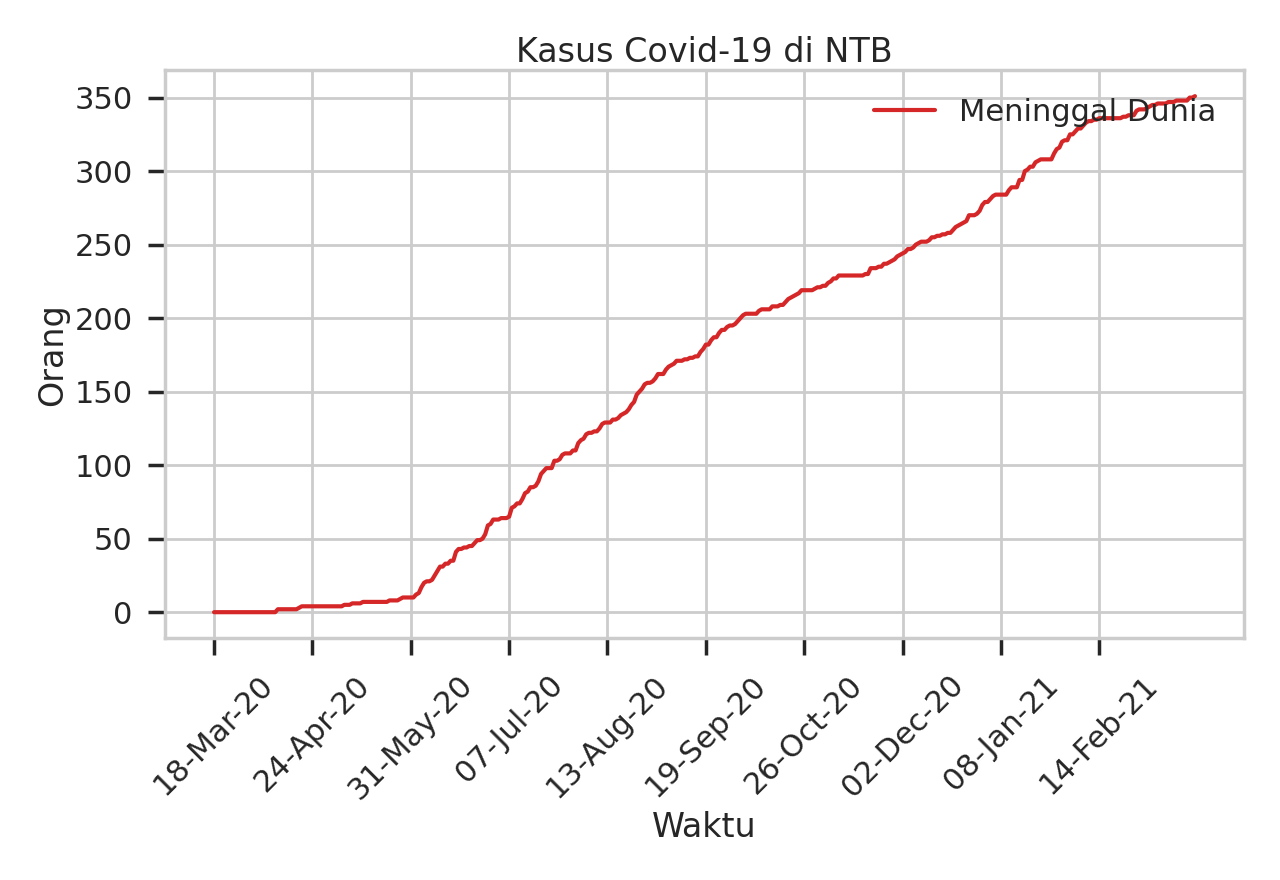 Kasus Covid-19 di NTB
Meninggal Dunia
Orang
350
300
250
200
150
100
50
0
18-Mar-20
24-Apr-20
31-May-20
07-Jul-20
13-Aug-20
19-Sep-20
26-Oct-20
02-Dec-20
08-Jan-21
14-Feb-21
Waktu